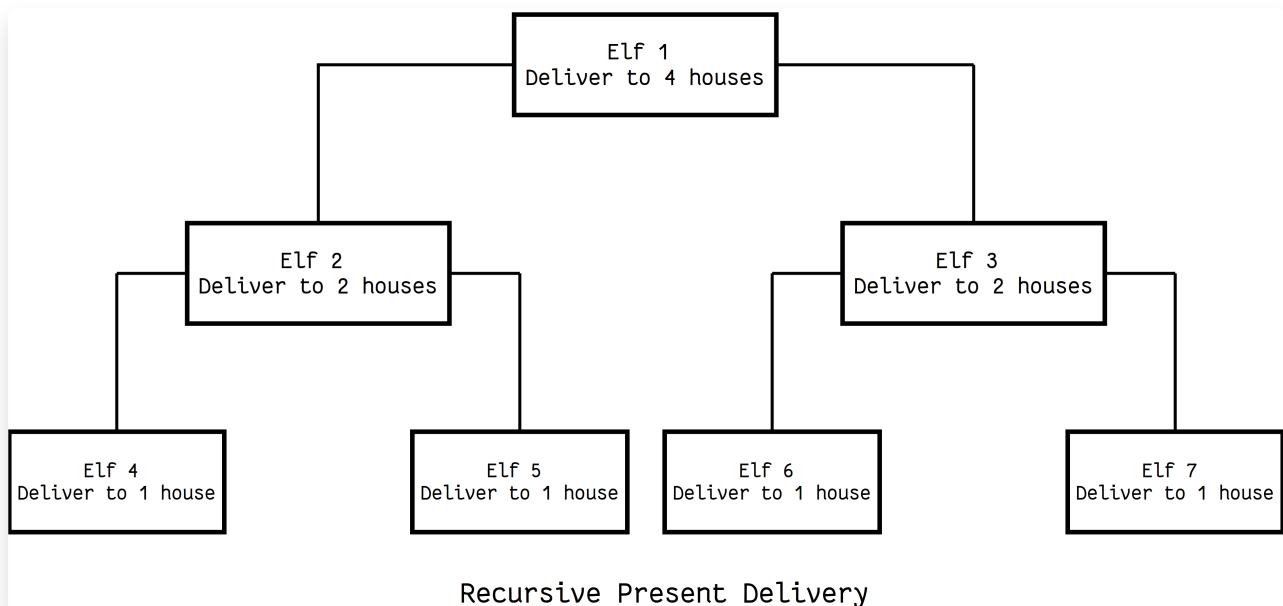 Elf 1
Deliver to 4 houses
Elf 2
Deliver to 2 houses
Elf 3
Deliver to 2 houses
Elf 4
Deliver to 1 house
Elf 5
Deliver to 1 house
Elf 6
Deliver to 1 house
Elf 7
Deliver to 1 house
Recursive Present Delivery